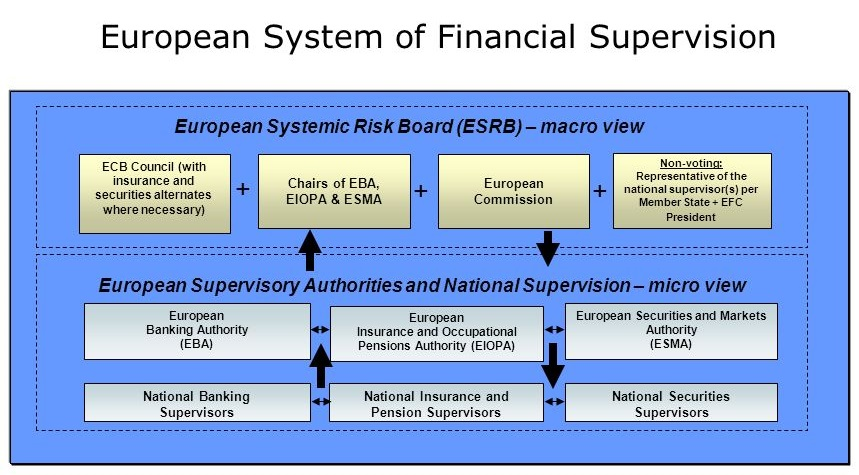 European System of Financial Supervision
European Systemic Risk Board (ESRB) – macro view
ECB Council (with
insurance and
securities alternates
where necessary)
+
Chairs of EBA,
EIOPA & ESMA
+
European
Commission
+
Non-voting:
Representative of the
national supervisor(s) per
Member State + EFC
President
European Supervisory Authorities and National Supervision – micro view
European
Banking Authority
(EBA)
European
Insurance and Occupational
Pensions Authority (EIOPA)
European Securities and Markets
Authority
(ESMA)
National Banking
Supervisors
National Insurance and
Pension Supervisors
National Securities
Supervisors